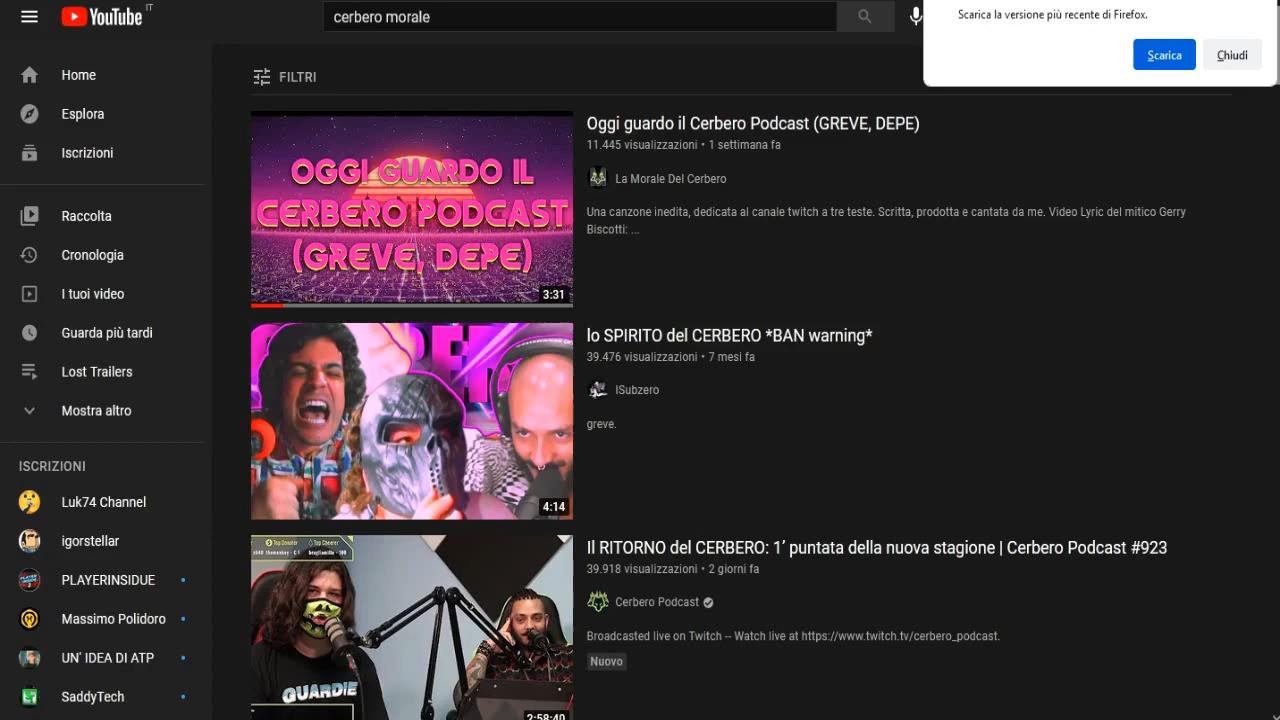 YouTube IT
cerbero morale
Scarica la versione più recente di Firefox.
Scarica
Chiudi
Home
Esplora
Iscrizioni
Raccolta
Cronologia
I tuoi video
Guarda più tardi
Lost Trailers
Mostra altro
ISCRIZIONI
Luk74 Channel
igorstellar
PLAYERINSIDUE
Massimo Polidoro
UN' IDEA DI ATP
SaddyTech
FILTRI
OGGI GUARDO IL
CERBERO PODCAST
(GREVE, DEPE)
3:31
Oggi guardo il Cerbero Podcast (GREVE, DEPE)
11.445 visualizzazioni • 1 settimana fa
La Morale Del Cerbero
Una canzone inedita, dedicata al canale twitch a tre teste. Scritta, prodotta e cantata da me. Video Lyric del mitico Gerry
Biscotti: ...
4:14
lo SPIRITO del CERBERO *BAN warning*
39.476 visualizzazioni • 7 mesi fa
ISubzero
greve.
Top Donator
Top Cheerer
GUARDIE
2:58:40
Il RITORNO del CERBERO: 1’ puntata della nuova stagione | Cerbero Podcast #923
39.918 visualizzazioni • 2 giorni fa
Cerbero Podcast
Broadcasted live on Twitch -- Watch live at https://www.twitch.tv/cerbero_podcast.
Nuovo